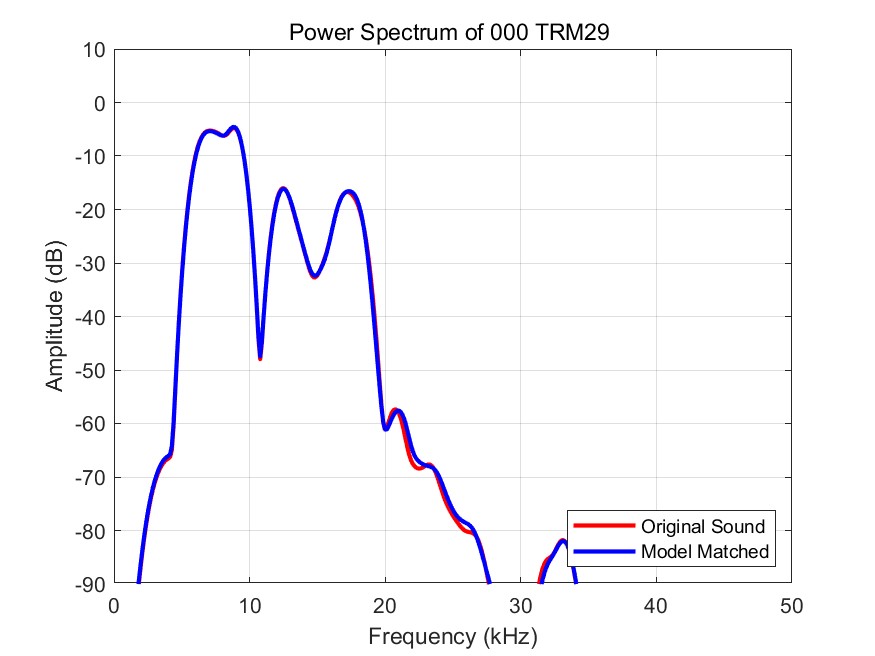 Power Spectrum of 000 TRM29
10
0
-10
-20
-30
-40
-50
-60
-70
-80
-90
Amplitude (dB)
Original Sound
Model Matched
0 10 20 30 40 50
Frequency (kHz)